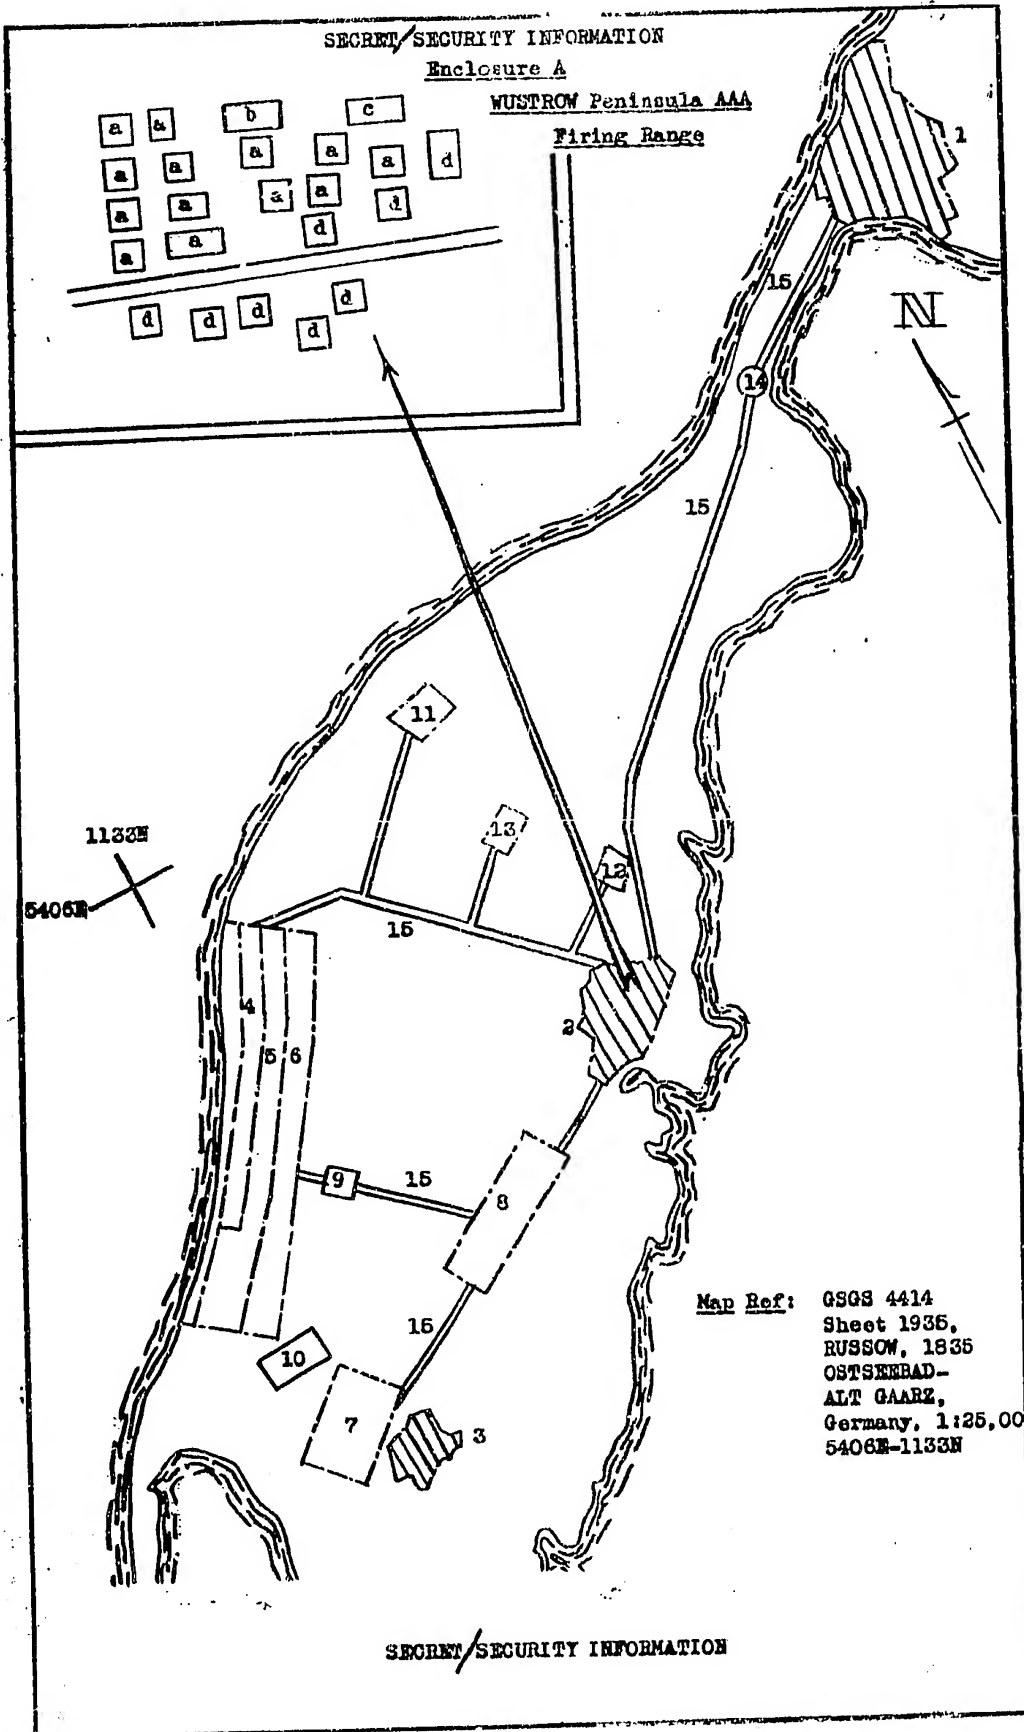 SECRET/SECURITY INFORMATION
Enclosure A
WUSTROW Peninsula AAA
Firing Range
a a b c
a a a a a d
a a a a d
a a d
d d d d d
1
15
N
14
15
11
13
12
1133N
5406E
15
4
2
5 6
9 15 8
15
10
7
3
Map Ref: GSGS 4414
Sheet 1935,
RUSSOW, 1835
OSTSEEBAD-
ALT GAARZ,
Germany, 1:25,00
5406E-1133N
SECRET/SECURITY INFORMATION